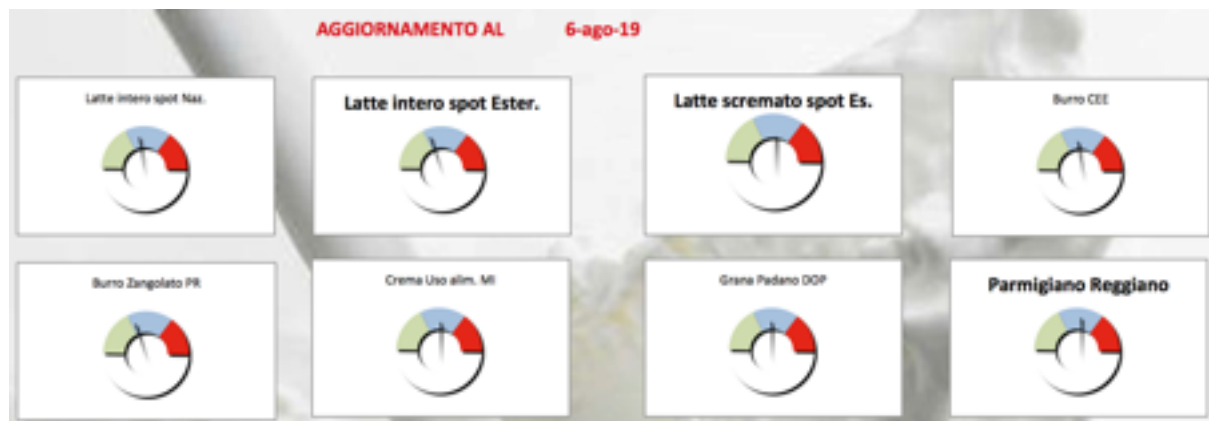 AGGIORNAMENTO AL 6-ago-19
Latte intero spot Naz.
Latte intero spot Ester.
Latte scremato spot Es.
Burro CEE
Burro Zangolato PR
Crema Uso alim. MI
Grana Padano DOP
Parmigiano Reggiano